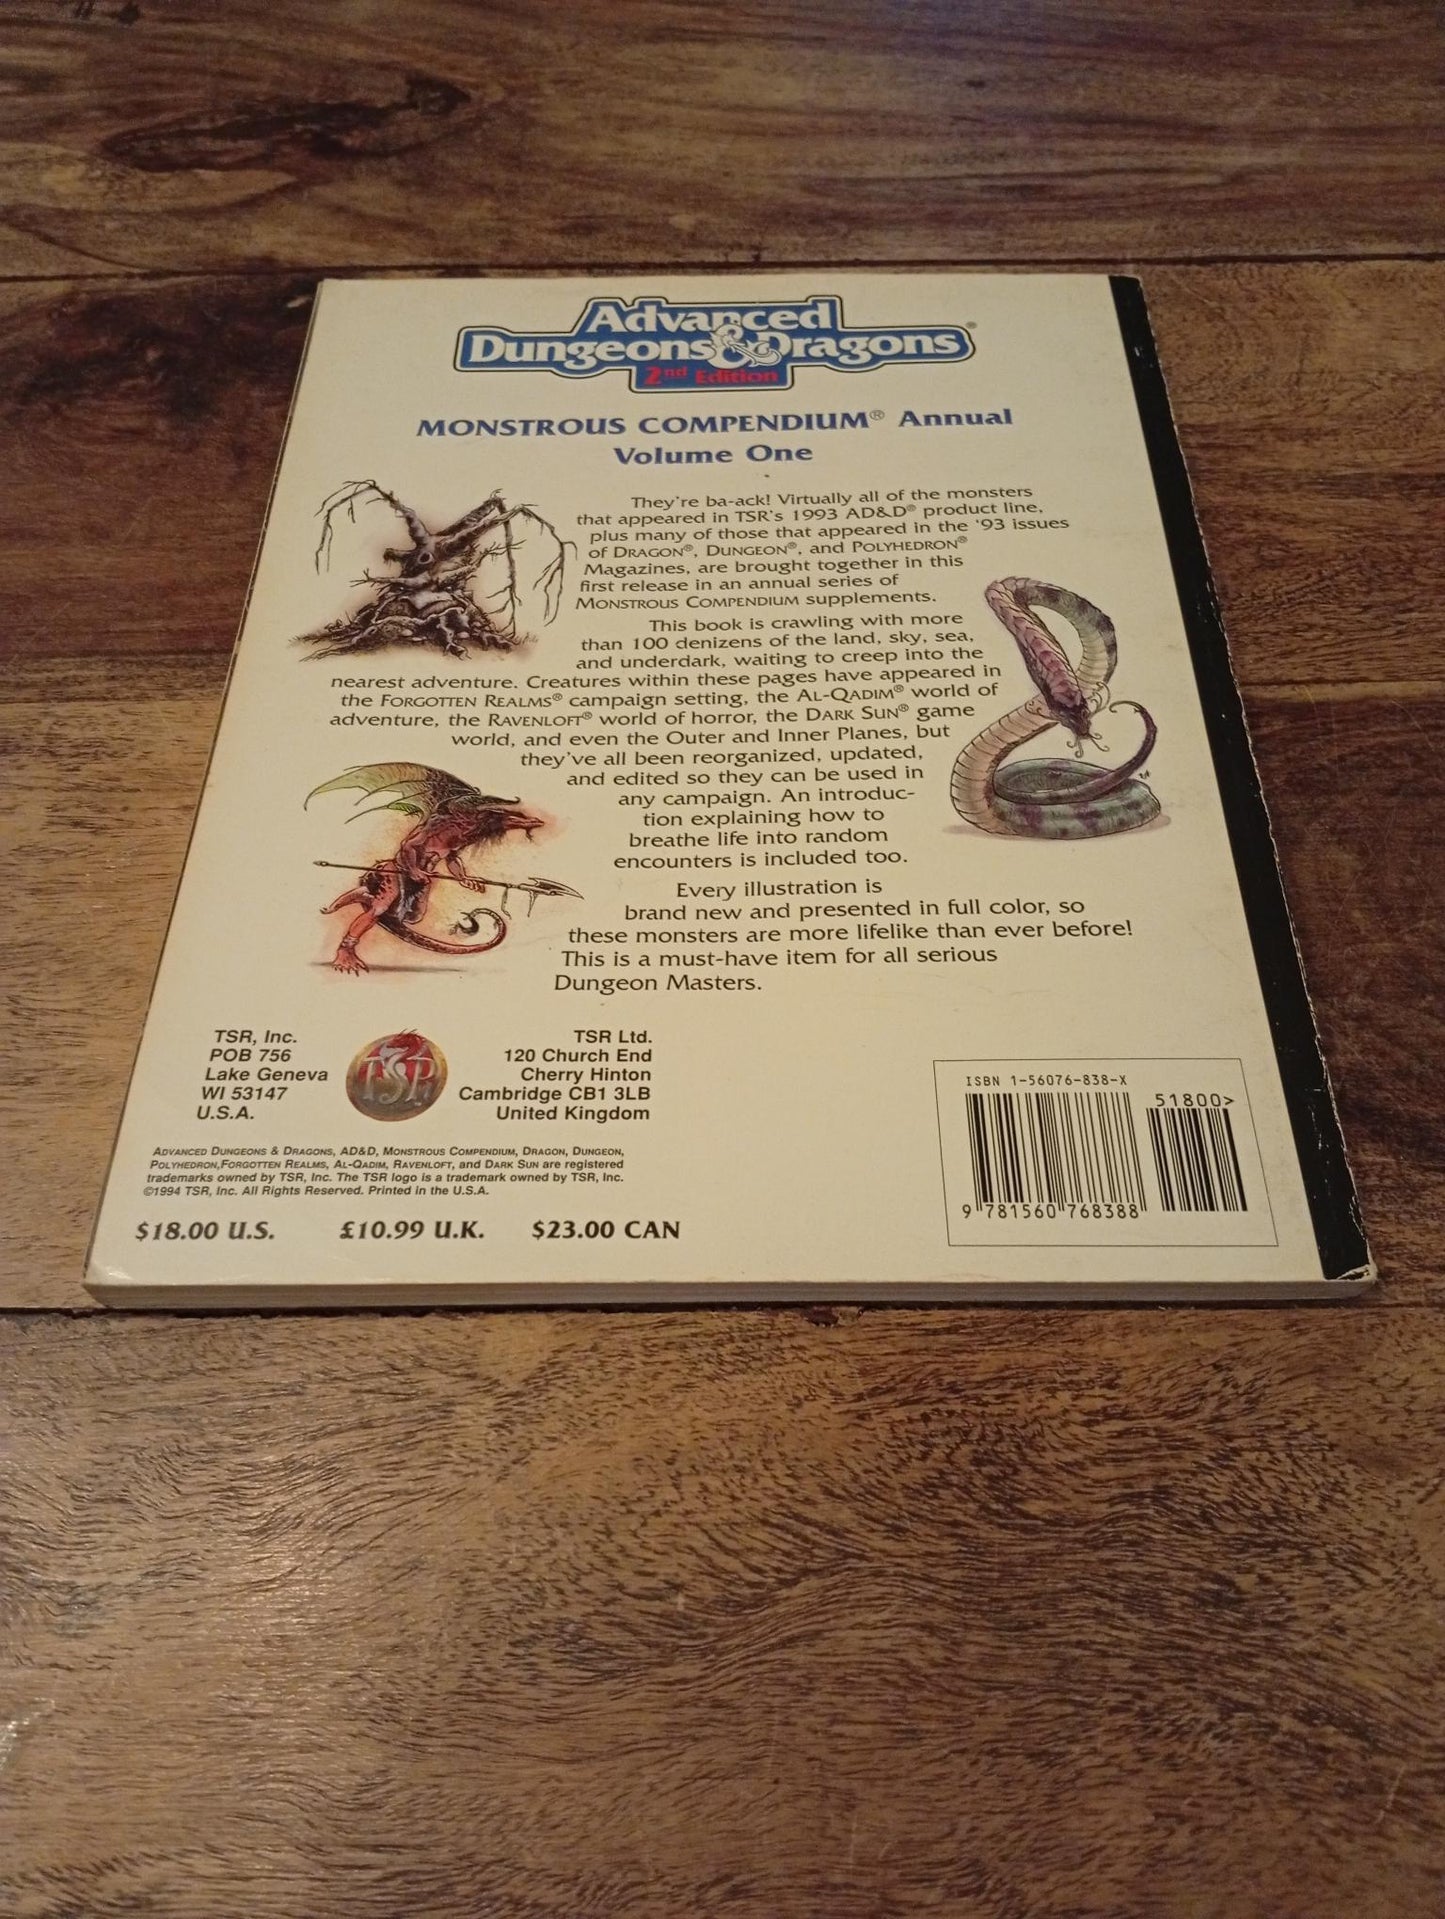 Advanced
Dungeons & Dragons®
2nd Edition
MONSTROUS COMPENDIUM® Annual
Volume One
They're ba-ack! Virtually all of the monsters
that appeared in TSR's 1993 AD&D® product line,
plus many of those that appeared in the '93 issues
of DRAGON®, DUNGEON®, and POLYHEDRON®
Magazines, are brought together in this
first release in an annual series of
MONSTROUS COMPENDIUM supplements.
This book is crawling with more
than 100 denizens of the land, sky, sea,
and underdark, waiting to creep into the
nearest adventure. Creatures within these pages have appeared in
the FORGOTTEN REALMS® campaign setting, the AL-QADIM® world of
adventure, the RAVENLOFT® world of horror, the DARK SUN® game
world, and even the Outer and Inner Planes, but
they've all been reorganized, updated,
and edited so they can be used in
any campaign. An introduc-
tion explaining how to
breathe life into random
encounters is included too.
Every illustration is
brand new and presented in full color, so
these monsters are more lifelike than ever before!
This is a must-have item for all serious
Dungeon Masters.
TSR, Inc.
POB 756
Lake Geneva
WI 53147
U.S.A.
TSR
TSR Ltd.
120 Church End
Cherry Hinton
Cambridge CB1 3LB
United Kingdom
ADVANCED DUNGEONS & DRAGONS, AD&D, MONSTROUS COMPENDIUM, DRAGON, DUNGEON,
POLYHEDRON,FORGOTTEN REALMS, AL-QADIM, RAVENLOFT, and DARK SUN are registered
trademarks owned by TSR, Inc. The TSR logo is a trademark owned by TSR, Inc.
©1994 TSR, Inc. All Rights Reserved. Printed in the U.S.A.
$18.00 U.S. £10.99 U.K. $23.00 CAN
ISBN 1-56076-838-X
51800>
9 781560 768388